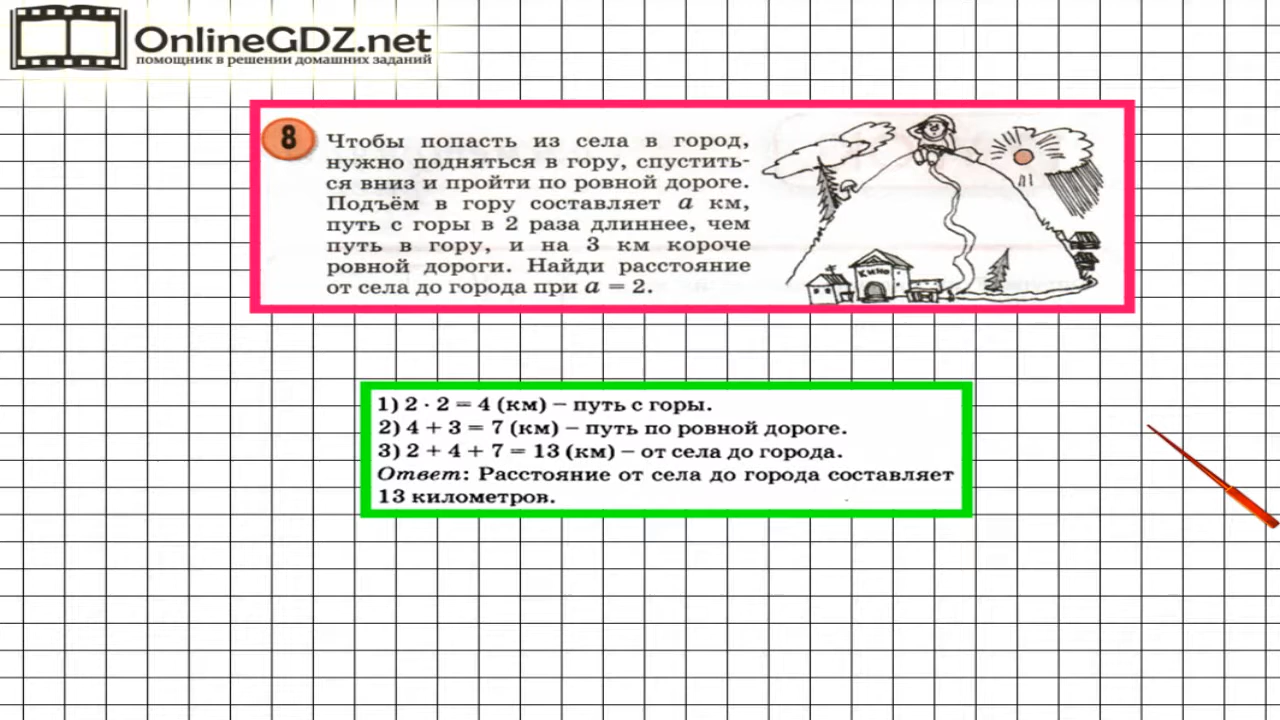 OnlineGDZ.net
помощник в решении домашних заданий
8
Чтобы попасть из села в город,
нужно подняться в гору, спустить-
ся вниз и пройти по ровной дороге.
Подъём в гору составляет a км,
путь с горы в 2 раза длиннее, чем
путь в гору, и на 3 км короче
ровной дороги. Найди расстояние
от села до города при a = 2.
КИНО
1) 2 · 2 = 4 (км) – путь с горы.
2) 4 + 3 = 7 (км) – путь по ровной дороге.
3) 2 + 4 + 7 = 13 (км) – от села до города.
Ответ: Расстояние от села до города составляет
13 километров.